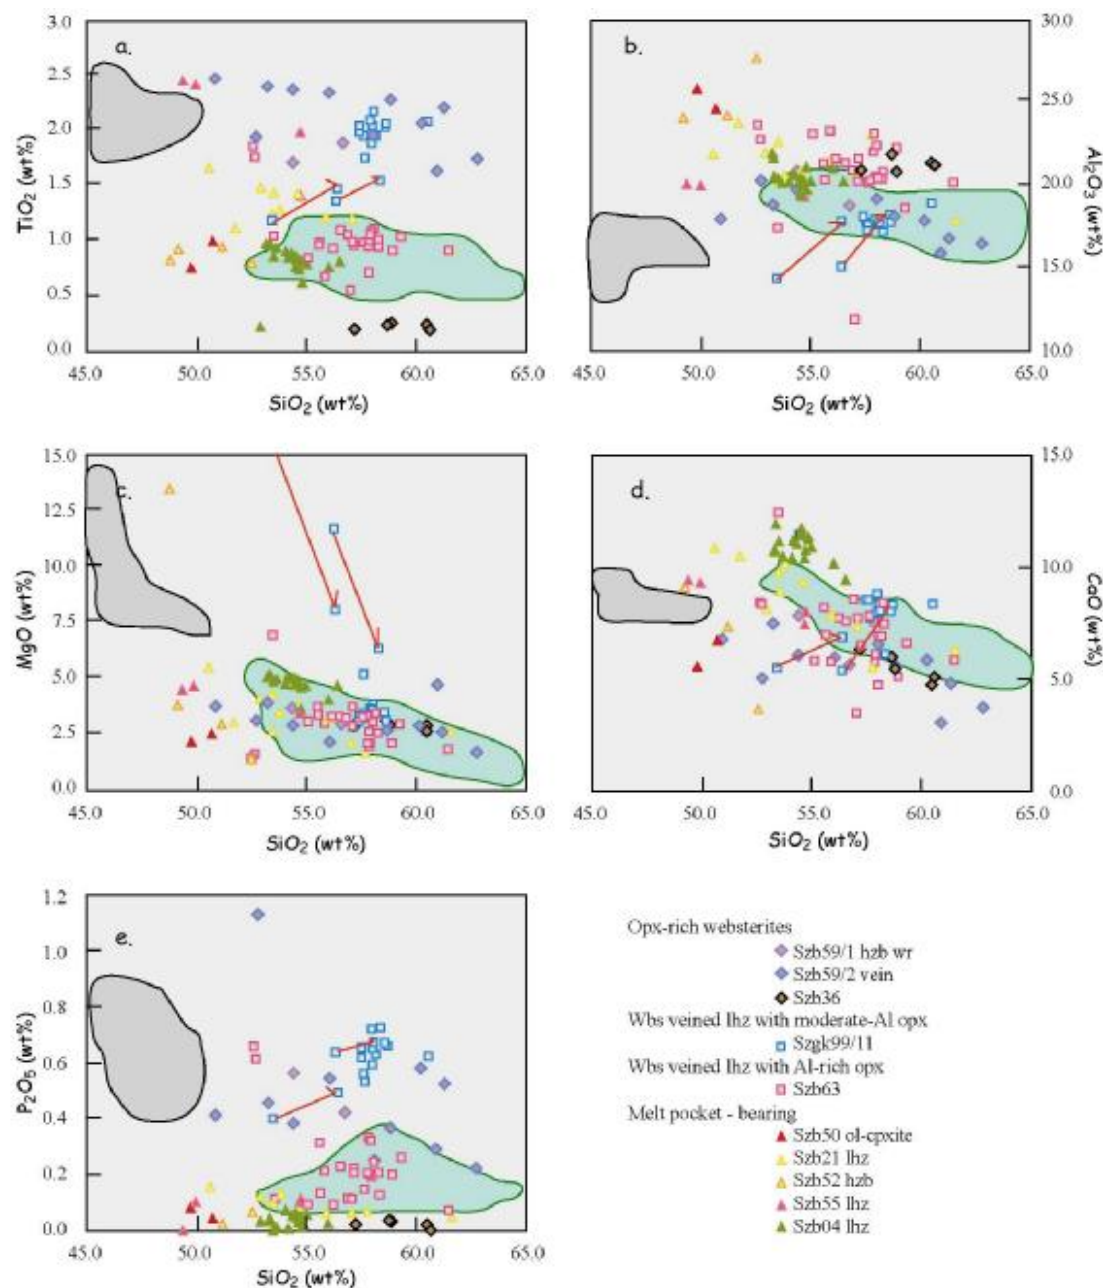 3.0
2.5
2.0
1.5
1.0
0.5
0.0
TiO2 (wt%)
a.
45.0 50.0 55.0 60.0 65.0
SiO2 (wt%)
b.
30.0
25.0
20.0
15.0
10.0
Al2O3 (wt%)
45.0 50.0 55.0 60.0 65.0
SiO2 (wt%)
15.0
12.5
10.0
7.5
5.0
2.5
0.0
MgO (wt%)
c.
45.0 50.0 55.0 60.0 65.0
SiO2 (wt%)
d.
15.0
10.0
5.0
0.0
CaO (wt%)
45.0 50.0 55.0 60.0 65.0
SiO2 (wt%)
1.2
1.0
0.8
0.6
0.4
0.2
0.0
P2O5 (wt%)
e.
45.0 50.0 55.0 60.0 65.0
SiO2 (wt%)
Opx-rich websterites
Szb59/1 hzb wr
Szb59/2 vein
Szb36
Wbs veined lhz with moderate-Al opx
Szgk99/11
Wbs veined lhz with Al-rich opx
Szb63
Melt pocket - bearing
Szb50 ol-cpxite
Szb21 lhz
Szb52 hzb
Szb55 lhz
Szb04 lhz